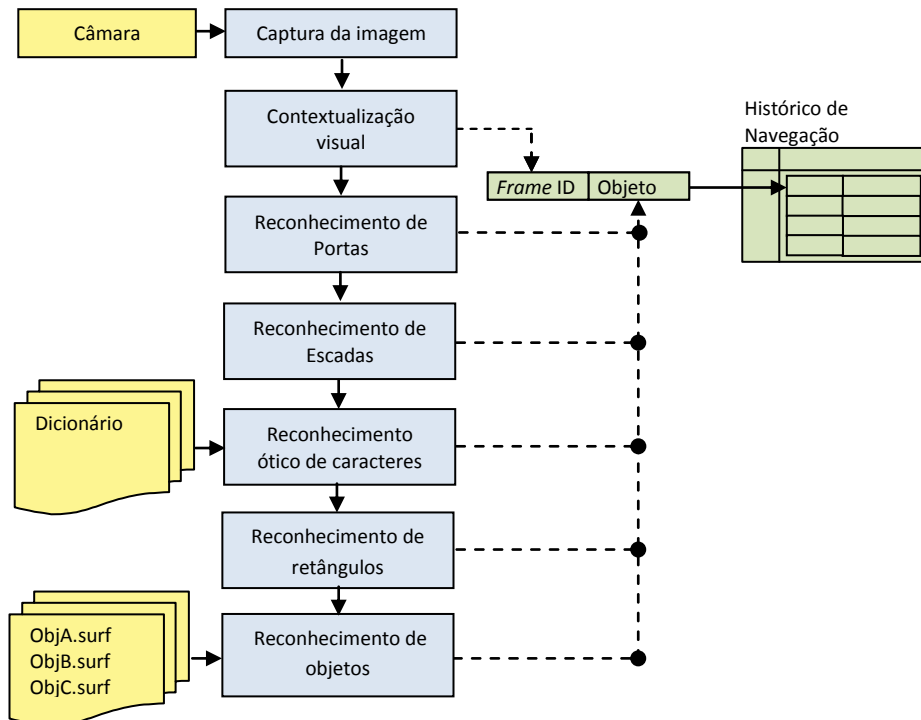 Câmara
Captura da imagem
Contextualização
visual
Histórico de
Navegação
Frame ID
Objeto
Reconhecimento de
Portas
Reconhecimento de
Escadas
Dicionário
Reconhecimento
ótico de caracteres
Reconhecimento de
retângulos
ObjA.surf
ObjB.surf
ObjC.surf
Reconhecimento de
objetos